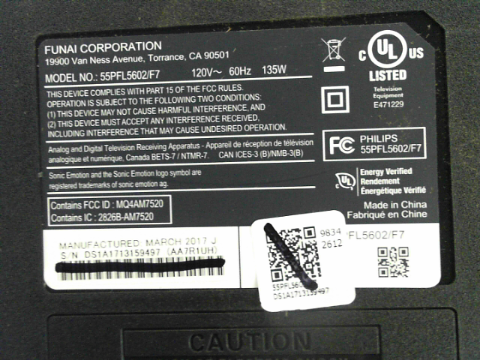 FUNAI CORPORATION
19900 Van Ness Avenue, Torrance, CA 90501
MODEL NO.: 55PFL5602/F7 120V～ 60Hz 135W
THIS DEVICE COMPLIES WITH PART 15 OF THE FCC RULES.
OPERATION IS SUBJECT TO THE FOLLOWING TWO CONDITIONS:
(1) THIS DEVICE MAY NOT CAUSE HARMFUL INTERFERENCE, AND
(2) THIS DEVICE MUST ACCEPT ANY INTERFERENCE RECEIVED,
INCLUDING INTERFERENCE THAT MAY CAUSE UNDESIRED OPERATION.
Analog and Digital Television Receiving Apparatus - Appareil de réception de télévision
analogique et numérique, Canada BETS-7 / NTMR-7. CAN ICES-3 (B)/NMB-3(B)
Sonic Emotion and the Sonic Emotion logo symbol are
registered trademarks of sonic emotion ag.
Contains FCC ID : MQ4AM7520
Contains IC : 2826B-AM7520
C UL US
LISTED
Television
Equipment
E471229
FC PHILIPS
55PFL5602/F7
UL Energy Verified
Rendement
Énergétique Vérifié
Made in China
Fabriqué en Chine
MANUFACTURED: MARCH 2017 J
S/N: DS1A1713159497 (AA7R1UH)
9834
2612
55PFL560
DS1A1713159497
PFL5602/F7
CAUTION